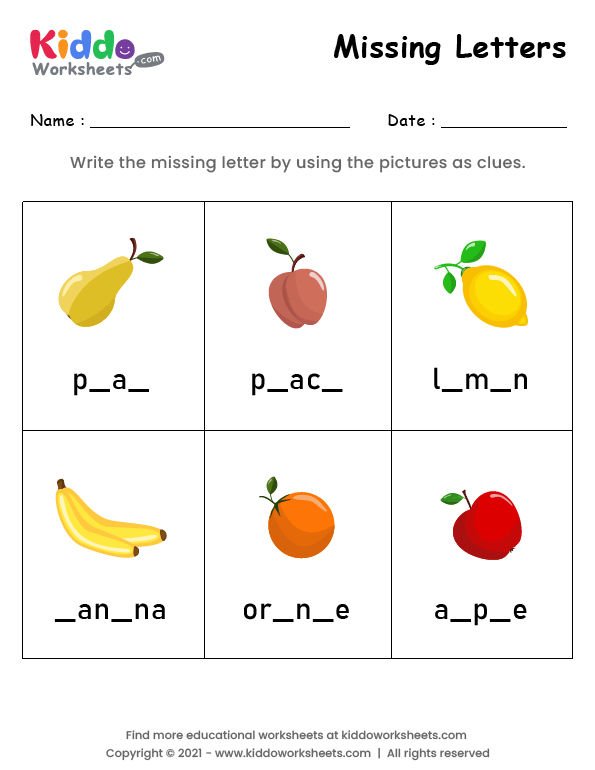 Kiddo
Worksheets.com
Missing Letters
Name : ______ Date : ______
Write the missing letter by using the pictures as clues.
p_a_ p_ac_ l_m_n
_an_na or_n_e a_p_e
Find more educational worksheets at kiddoworksheets.com
Copyright © 2021 - www.kiddoworksheets.com | All rights reserved